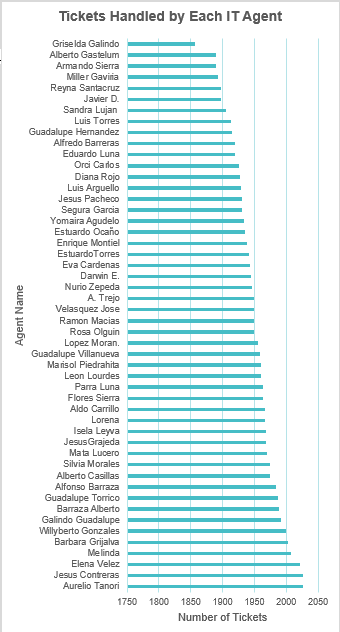 Tickets Handled by Each IT Agent
Griselda Galindo
Alberto Gastelum
Armando Sierra
Miller Gaviria
Reyna Santacruz
Javier D.
Sandra Lujan
Luis Torres
Guadalupe Hernandez
Alfredo Barreras
Eduardo Luna
Orci Carlos
Diana Rojo
Luis Arguello
Jesus Pacheco
Segura Garcia
Yomaira Agudelo
Estuardo Ocaño
Enrique Montiel
EstuardoTorres
Eva Cardenas
Darwin E.
Nurio Zepeda
A. Trejo
Velasquez Jose
Ramon Macias
Rosa Olguin
Lopez Moran.
Guadalupe Villanueva
Marisol Piedrahita
Leon Lourdes
Parra Luna
Flores Sierra
Aldo Carrillo
Lorena
Isela Leyva
JesusGrajeda
Mata Lucero
Silvia Morales
Alberto Casillas
Alfonso Barraza
Guadalupe Torrico
Barraza Alberto
Galindo Guadalupe
Willyberto Gonzales
Barbara Grijalva
Melinda
Elena Velez
Jesus Contreras
Aurelio Tanori
Agent Name
1750 1800 1850 1900 1950 2000 2050
Number of Tickets